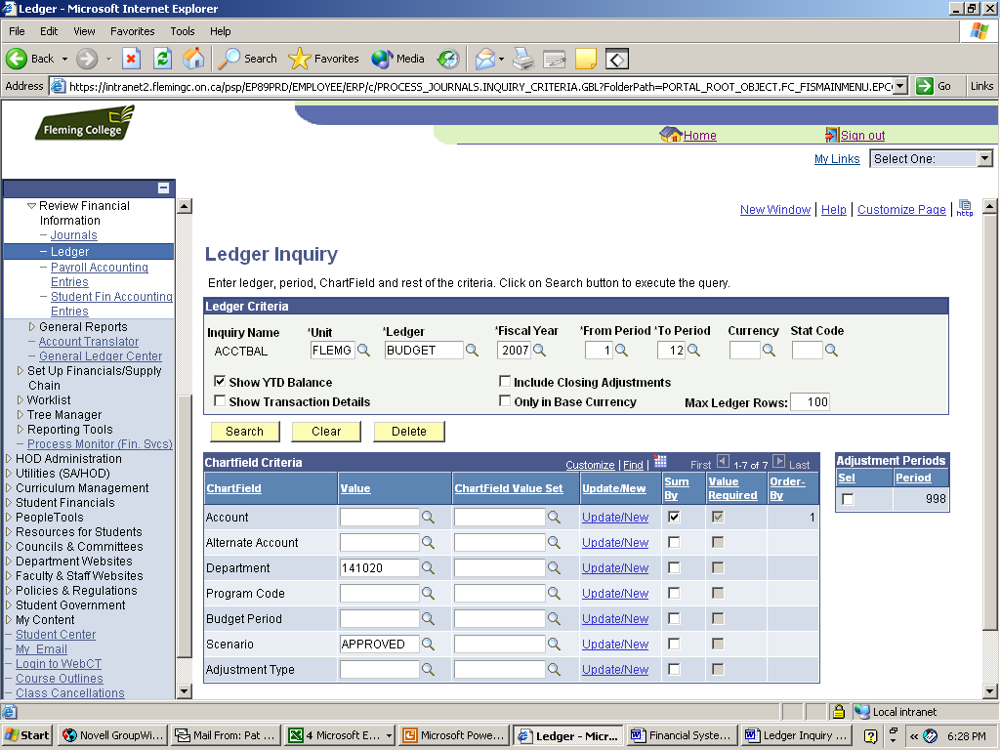 Ledger - Microsoft Internet Explorer
File Edit View Favorites Tools Help
Back Search Favorites Media
Address https://intranet2.flemingc.on.ca/psp/EP89PRD/EMPLOYEE/ERP/c/PROCESS_JOURNALS.INQUIRY_CRITERIA.GBL?FolderPath=PORTAL_ROOT_OBJECT.FC_FISMAINMENU.EPC Go Links
Fleming College
Home Sign out
My Links Select One:
New Window | Help | Customize Page | http
Review Financial
Information
Journals
Ledger
Payroll Accounting
Entries
Student Fin Accounting
Entries
General Reports
Account Translator
General Ledger Center
Set Up Financials/Supply
Chain
Worklist
Tree Manager
Reporting Tools
Process Monitor (Fin. Svcs)
HOD Administration
Utilities (SA/HOD)
Curriculum Management
Student Financials
PeopleTools
Resources for Students
Councils & Committees
Department Websites
Faculty & Staff Websites
Policies & Regulations
Student Government
My Content
Student Center
My Email
Login to WebCT
Course Outlines
Class Cancellations
Ledger Inquiry
Enter ledger, period, ChartField and rest of the criteria. Click on Search button to execute the query.
Ledger Criteria
Inquiry Name *Unit *Ledger *Fiscal Year *From Period *To Period Currency Stat Code
ACCTBAL FLEMG BUDGET 2007 1 12
Show YTD Balance Include Closing Adjustments
Show Transaction Details Only in Base Currency Max Ledger Rows: 100
Search Clear Delete
Chartfield Criteria Customize | Find | First 1-7 of 7 Last
ChartField Value ChartField Value Set Update/New Sum By Value Required Order-By
Account Update/New 1
Alternate Account Update/New
Department 141020 Update/New
Program Code Update/New
Budget Period Update/New
Scenario APPROVED Update/New
Adjustment Type Update/New
Adjustment Periods
Sel Period
998
Local intranet
Start Novell GroupWi... Mail From: Pat ... 4 Microsoft E... Microsoft Powe... Ledger - Micr... Financial Syste... Ledger Inquiry ... « 6:28 PM